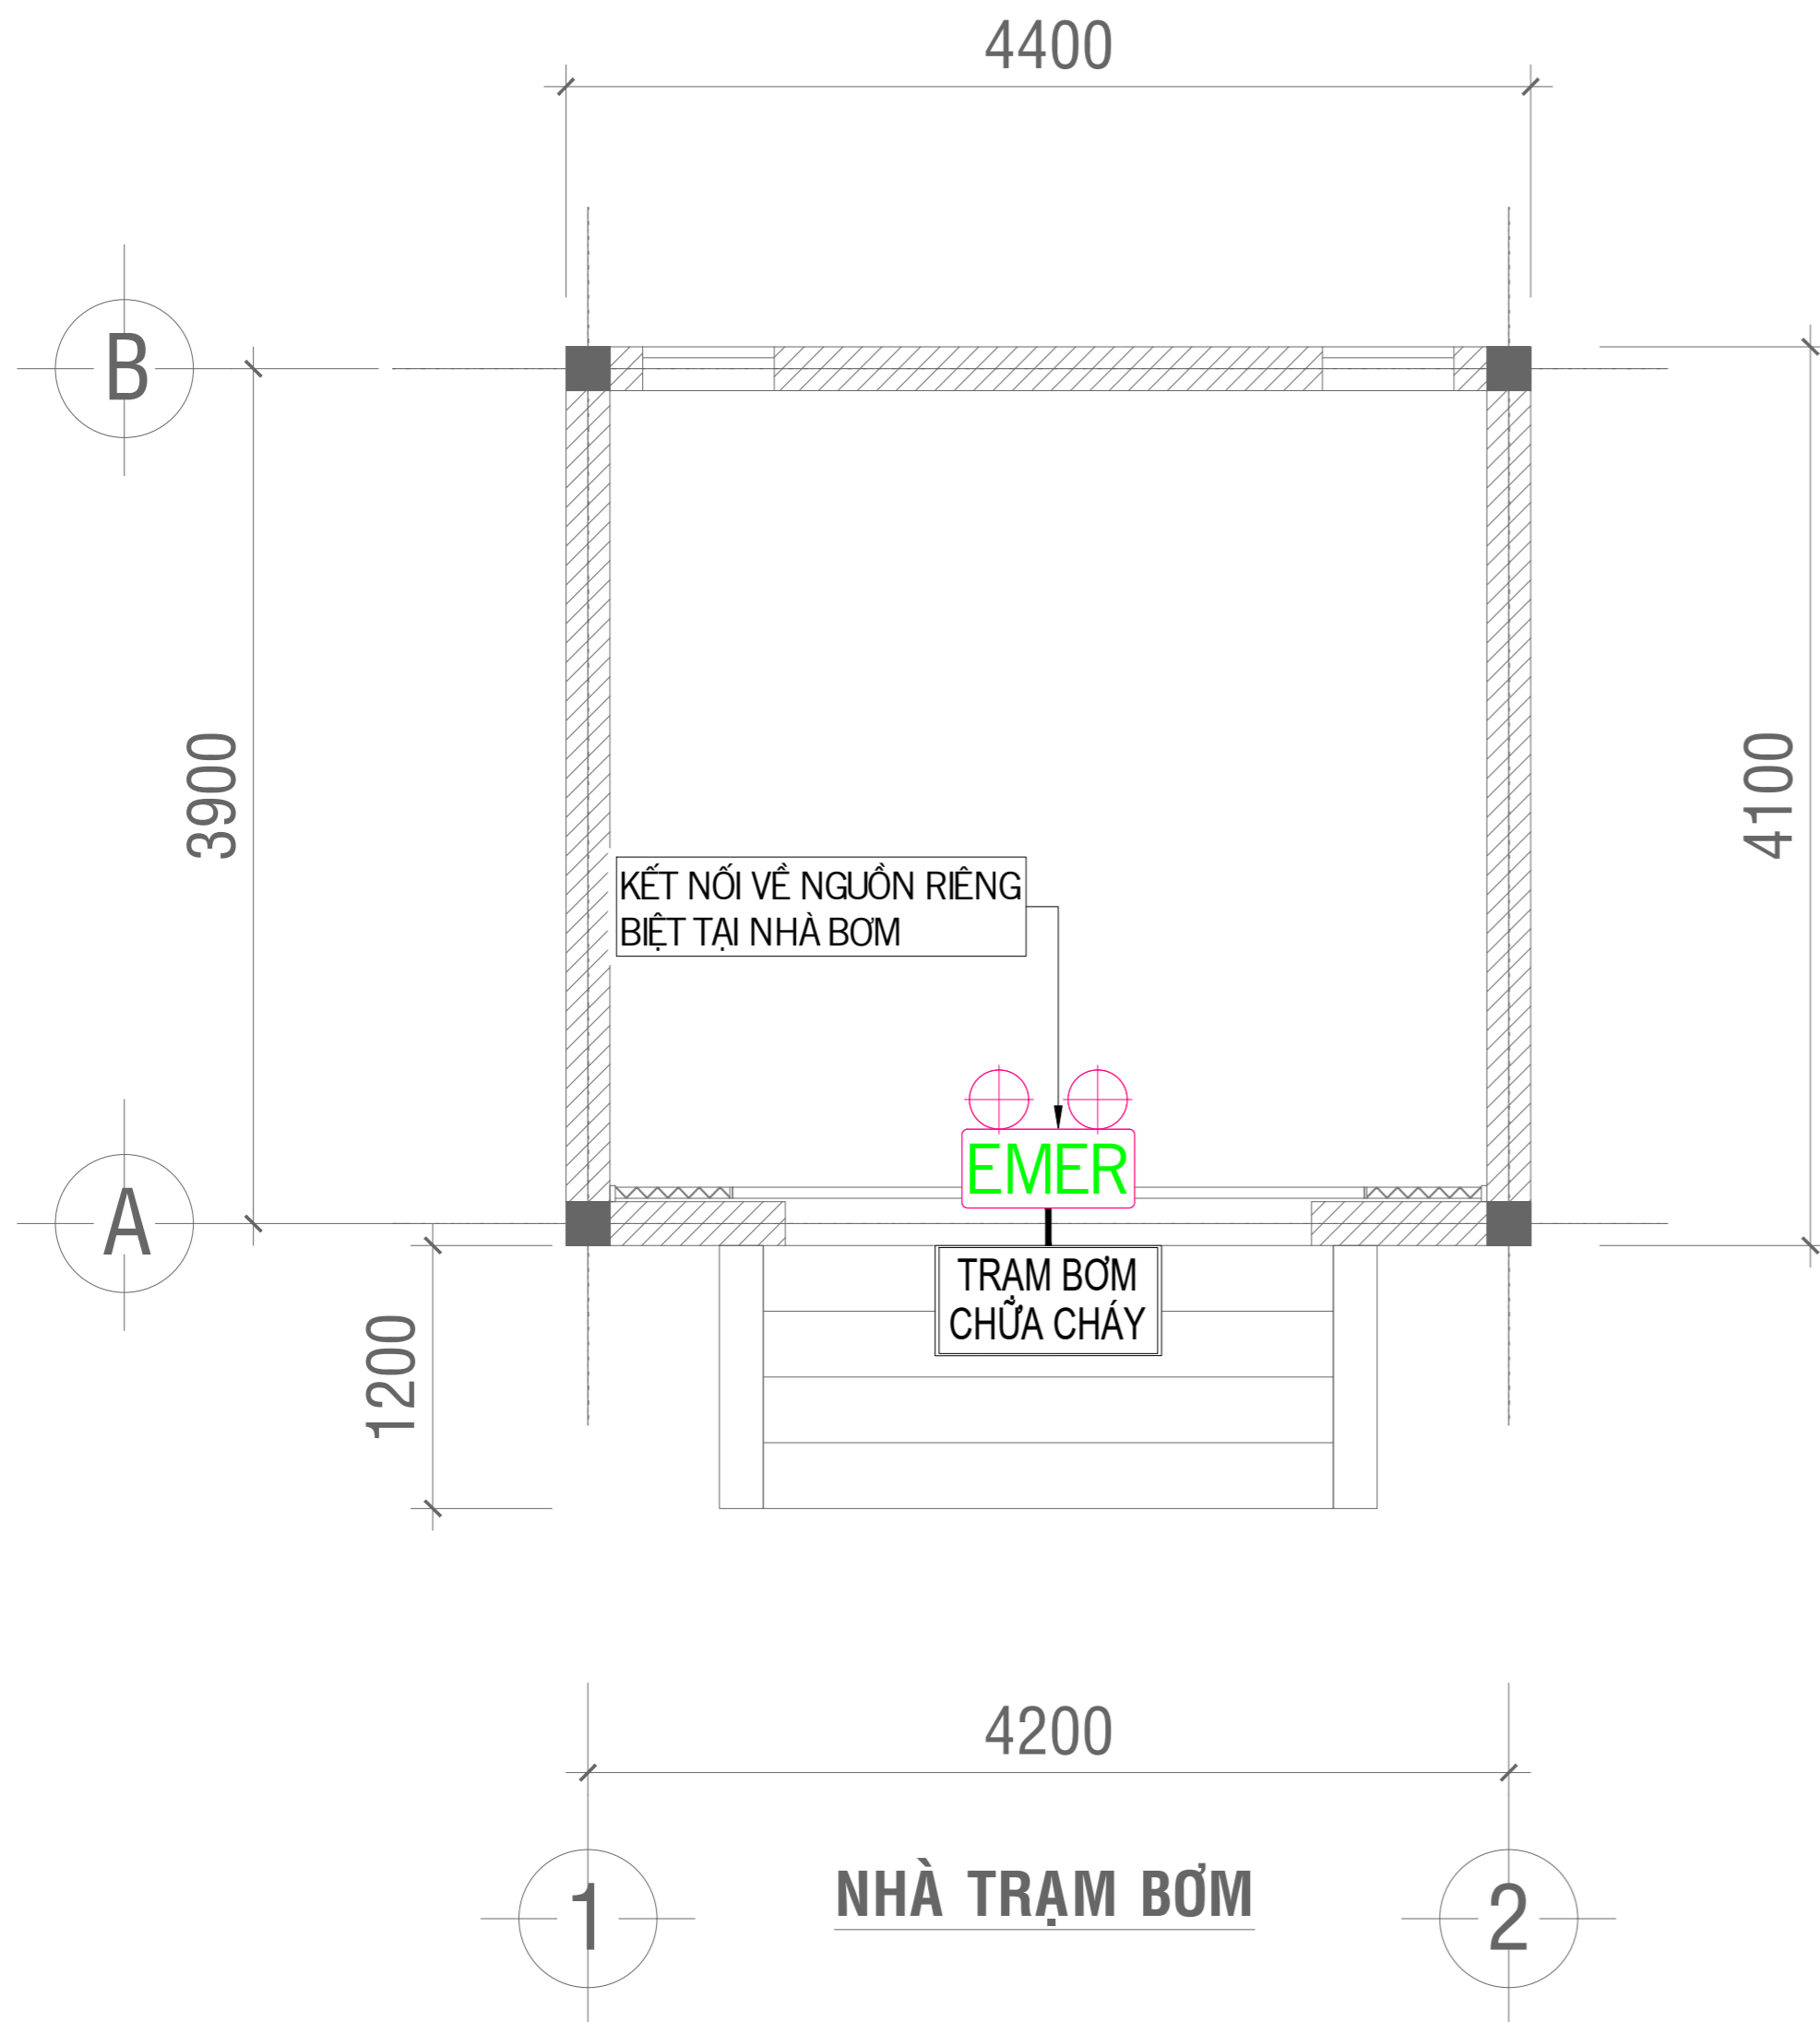 4400
B
3900
4100
KẾT NỐI VỀ NGUỒN RIÊNG
BIỆT TẠI NHÀ BƠM
EMER
A
TRẠM BƠM
CHỮA CHÁY
1200
4200
1
NHÀ TRẠM BƠM
2